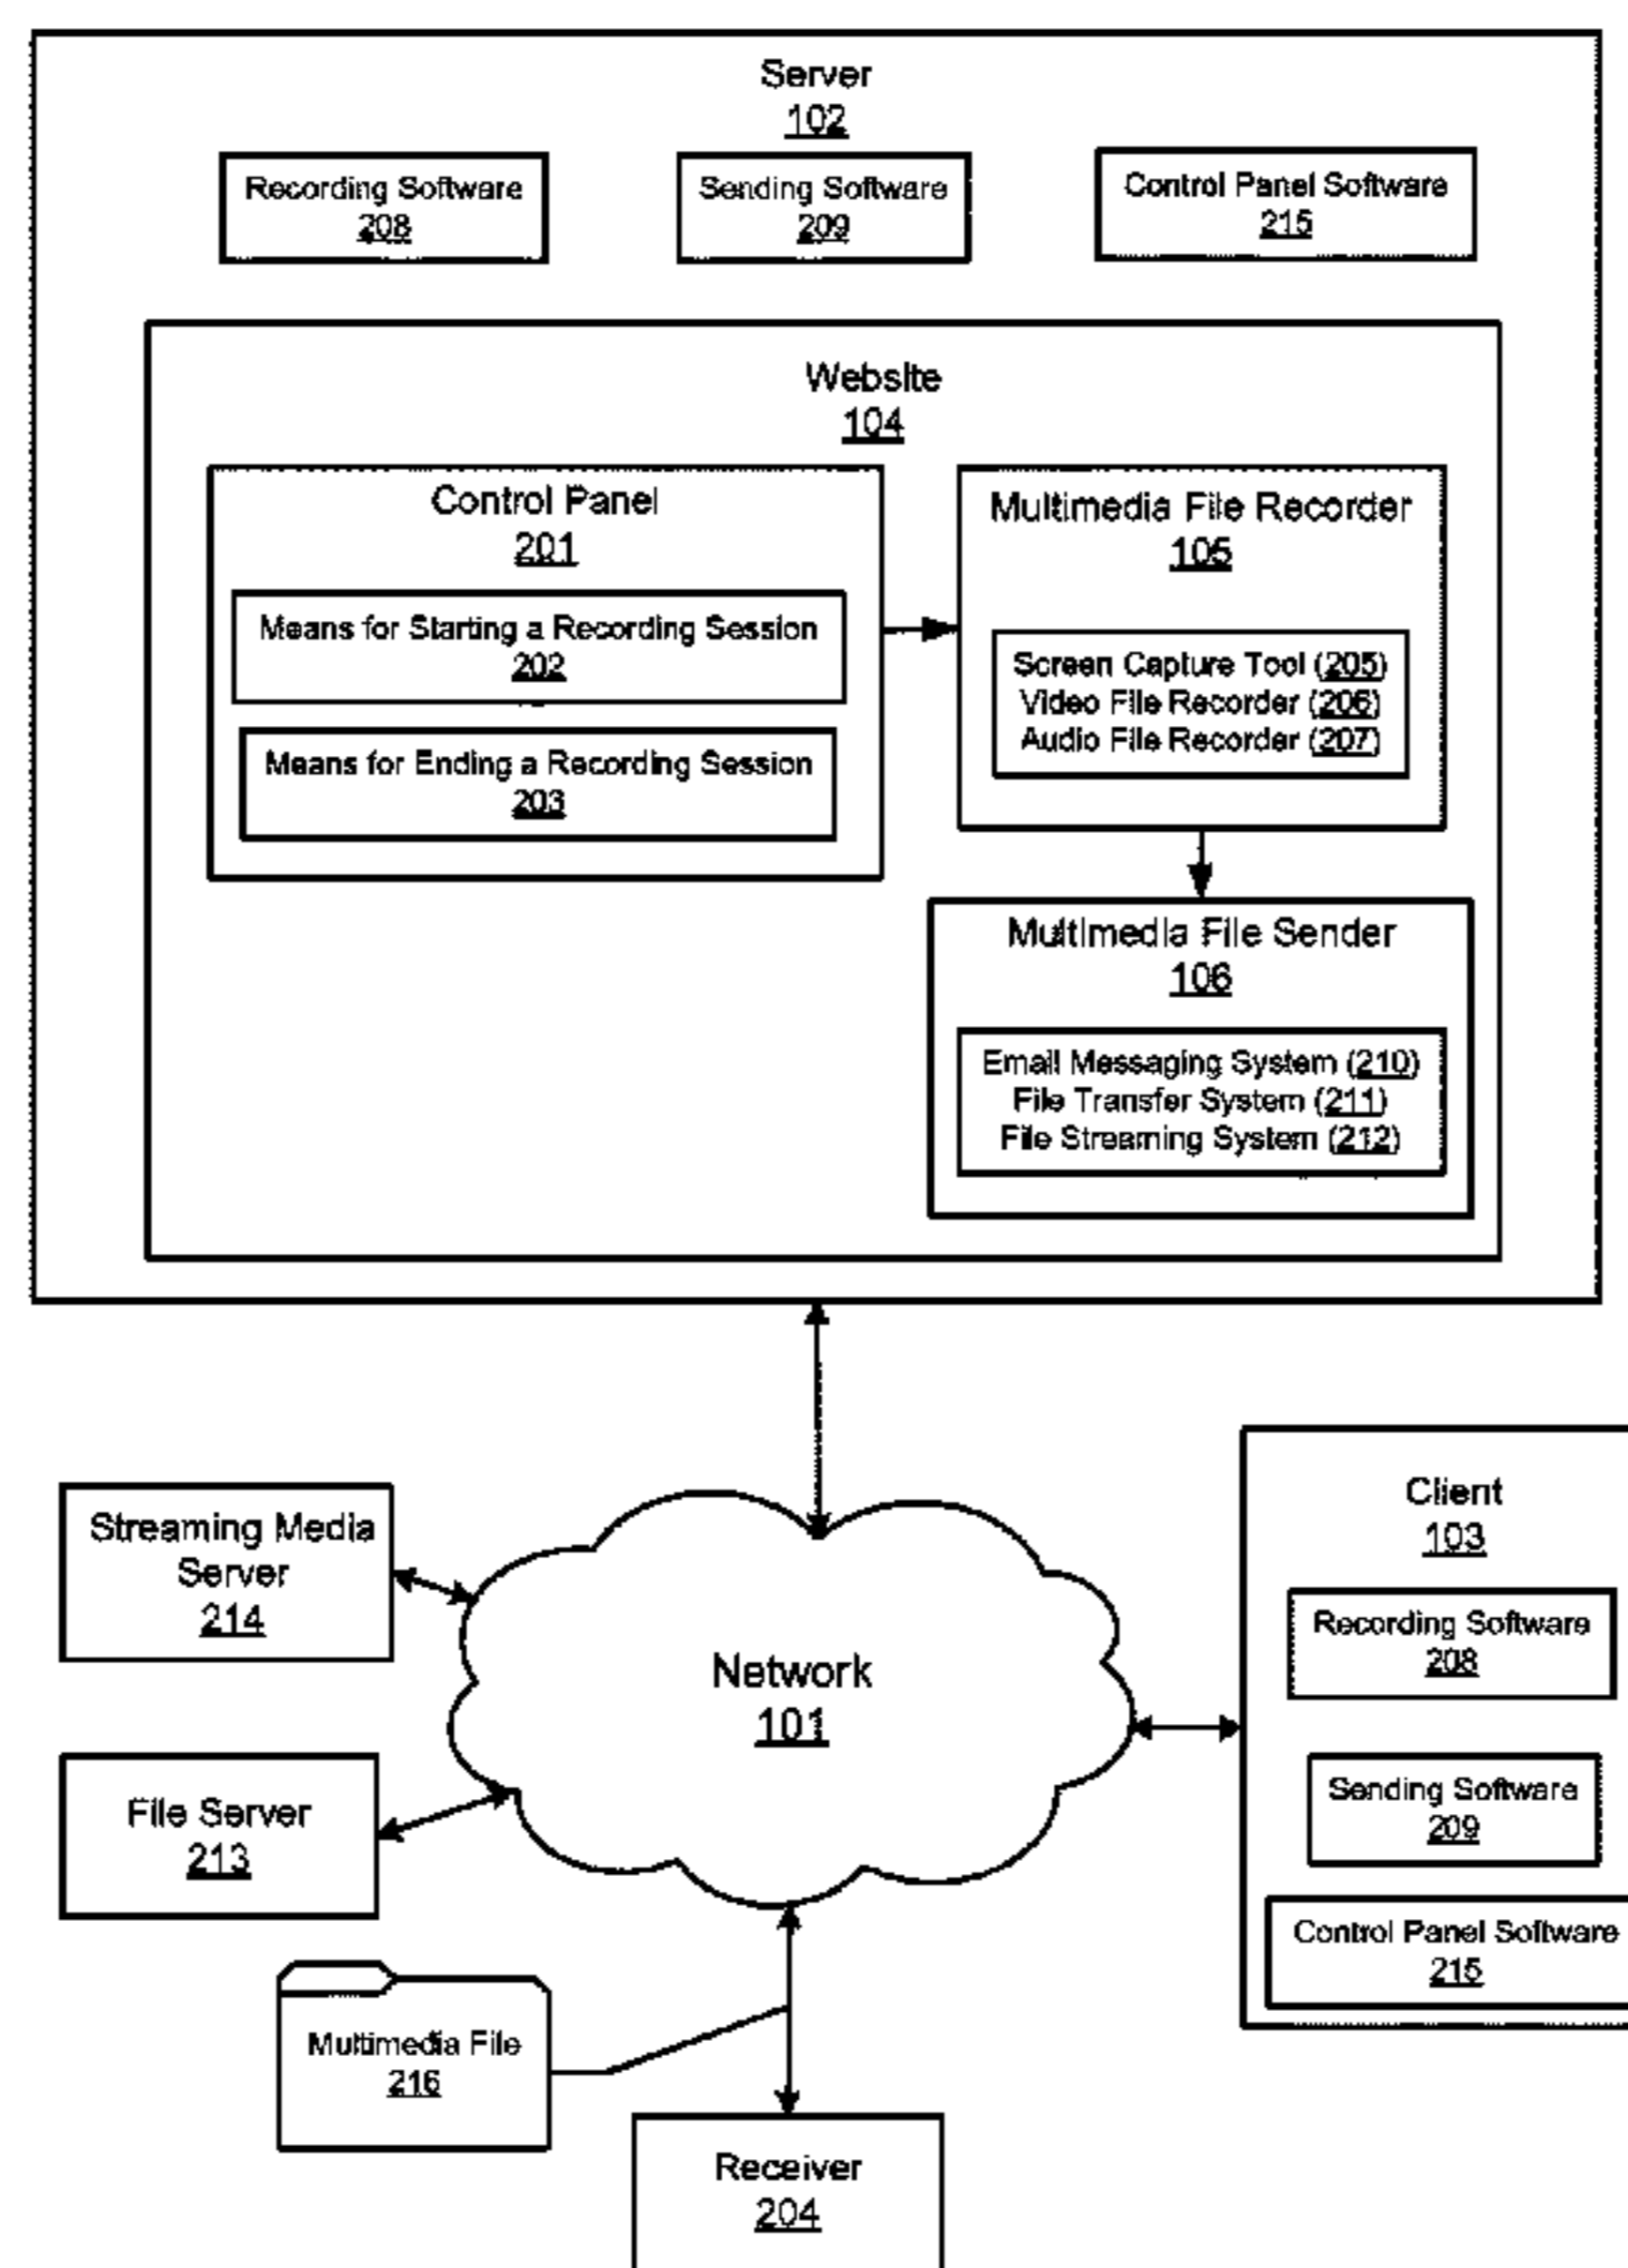 Server
102
Recording Software
208
Sending Software
209
Control Panel Software
215
Website
104
Control Panel
201
Means for Starting a Recording Session
202
Means for Ending a Recording Session
203
Multimedia File Recorder
105
Screen Capture Tool (205)
Video File Recorder (206)
Audio File Recorder (207)
Multimedia File Sender
106
Email Messaging System (210)
File Transfer System (211)
File Streaming System (212)
Streaming Media
Server
214
Network
101
File Server
213
Client
103
Recording Software
208
Sending Software
209
Control Panel Software
215
Multimedia File
216
Receiver
204